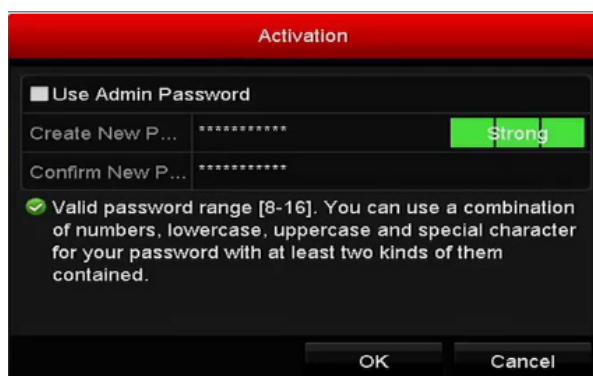 Activation
Use Admin Password
Create New P... *********** Strong
Confirm New P... ***********
Valid password range [8-16]. You can use a combination
of numbers, lowercase, uppercase and special character
for your password with at least two kinds of them
contained.
OK Cancel